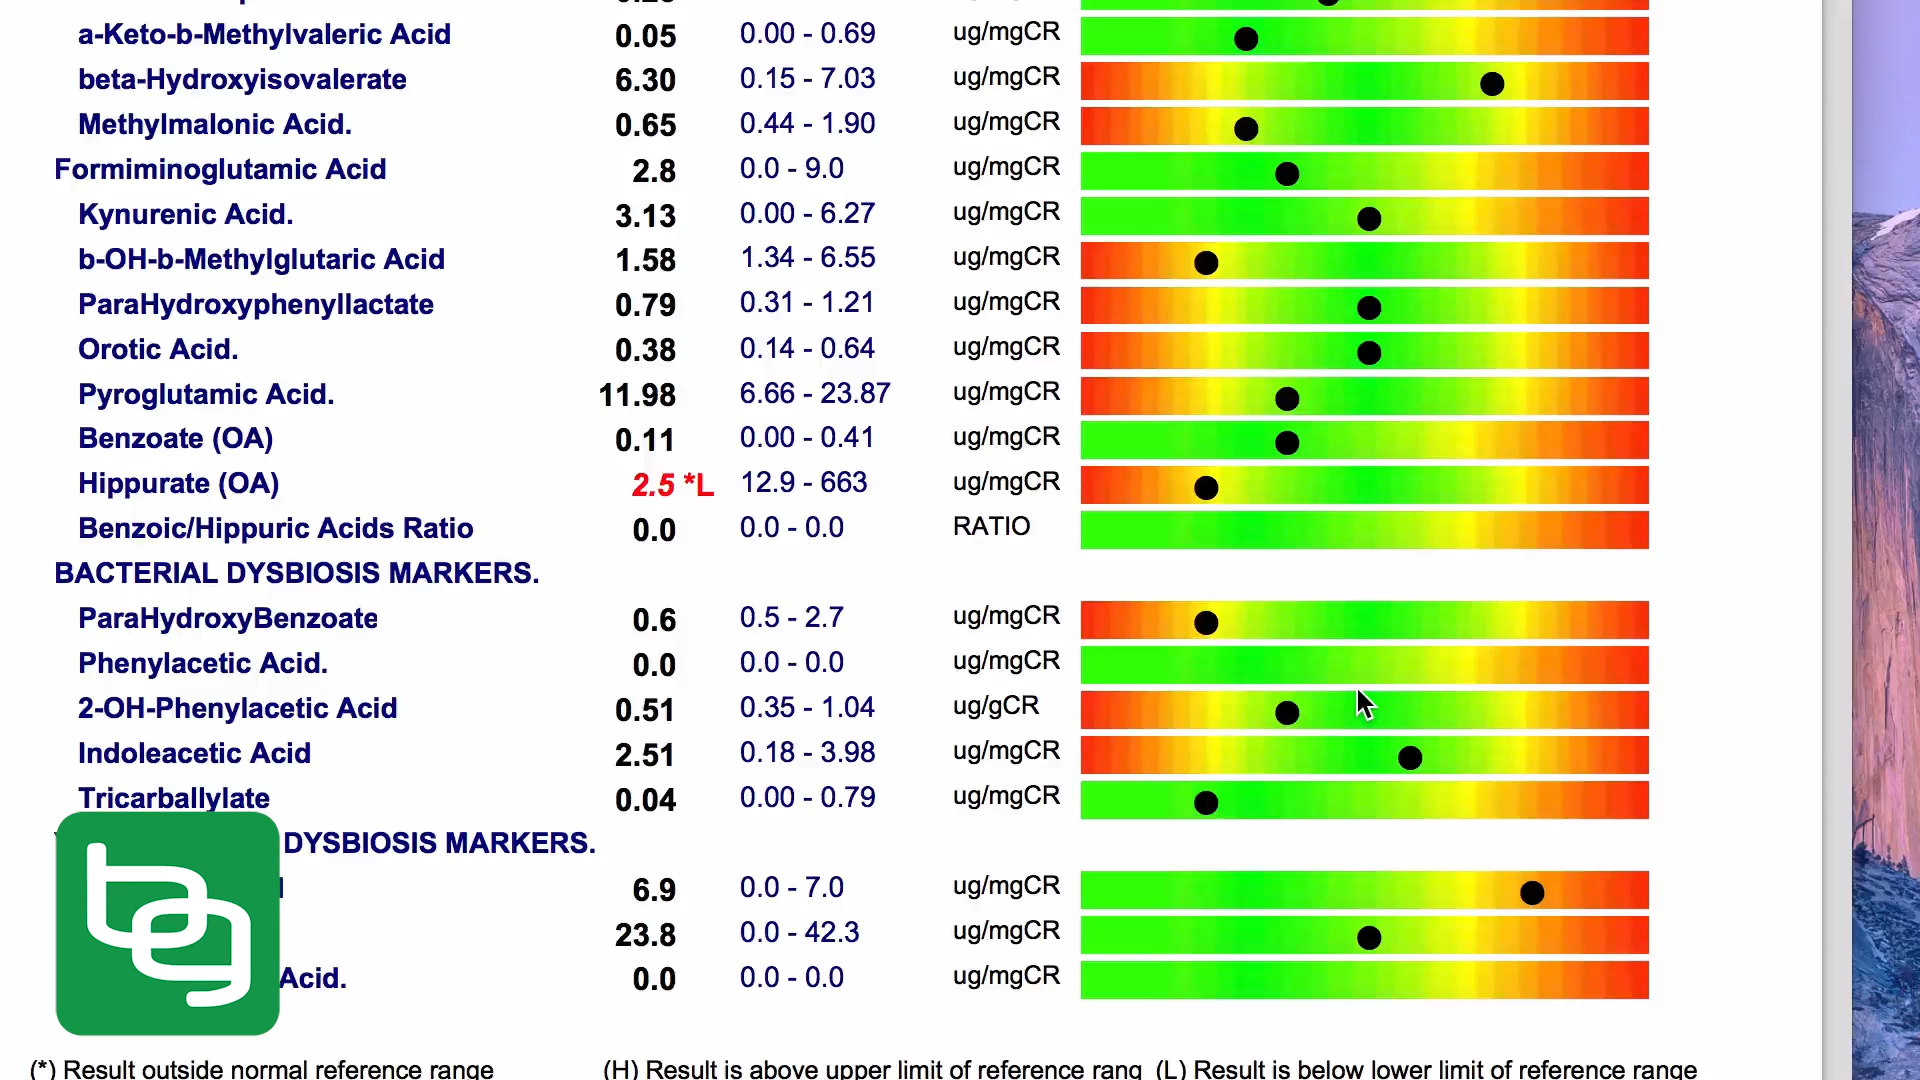 a-Keto-b-Methylvaleric Acid 0.05 0.00 - 0.69 ug/mgCR
beta-Hydroxyisovalerate 6.30 0.15 - 7.03 ug/mgCR
Methylmalonic Acid. 0.65 0.44 - 1.90 ug/mgCR
Formiminoglutamic Acid 2.8 0.0 - 9.0 ug/mgCR
Kynurenic Acid. 3.13 0.00 - 6.27 ug/mgCR
b-OH-b-Methylglutaric Acid 1.58 1.34 - 6.55 ug/mgCR
ParaHydroxyphenyllactate 0.79 0.31 - 1.21 ug/mgCR
Orotic Acid. 0.38 0.14 - 0.64 ug/mgCR
Pyroglutamic Acid. 11.98 6.66 - 23.87 ug/mgCR
Benzoate (OA) 0.11 0.00 - 0.41 ug/mgCR
Hippurate (OA) 2.5 *L 12.9 - 663 ug/mgCR
Benzoic/Hippuric Acids Ratio 0.0 0.0 - 0.0 RATIO
BACTERIAL DYSBIOSIS MARKERS.
ParaHydroxyBenzoate 0.6 0.5 - 2.7 ug/mgCR
Phenylacetic Acid. 0.0 0.0 - 0.0 ug/mgCR
2-OH-Phenylacetic Acid 0.51 0.35 - 1.04 ug/gCR
Indoleacetic Acid 2.51 0.18 - 3.98 ug/mgCR
Tricarballylate 0.04 0.00 - 0.79 ug/mgCR
DYSBIOSIS MARKERS.
6.9 0.0 - 7.0 ug/mgCR
23.8 0.0 - 42.3 ug/mgCR
Acid. 0.0 0.0 - 0.0 ug/mgCR
bg
(*) Result outside normal reference range (H) Result is above upper limit of reference rang (L) Result is below lower limit of reference range